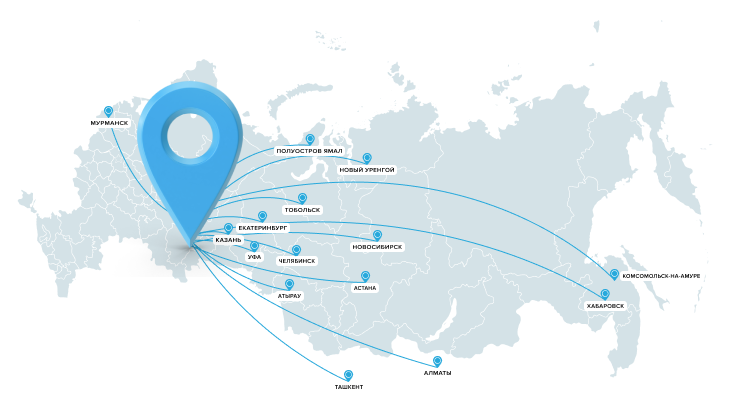 МУРМАНСК
ПОЛУОСТРОВ ЯМАЛ
НОВЫЙ УРЕНГОЙ
ТОБОЛЬСК
ЕКАТЕРИНБУРГ
КАЗАНЬ
НОВОСИБИРСК
УФА
ЧЕЛЯБИНСК
КОМСОМОЛЬСК-НА-АМУРЕ
АСТАНА
АТЫРАУ
ХАБАРОВСК
АЛМАТЫ
ТАШКЕНТ